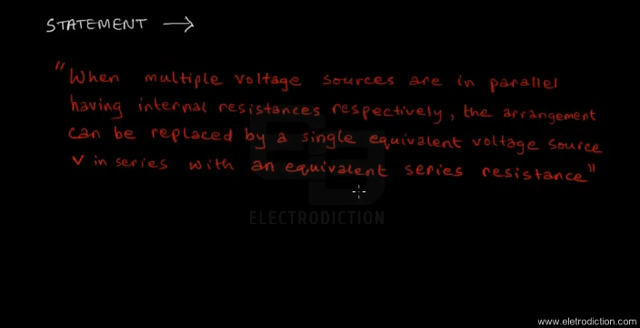 STATEMENT →
"When multiple voltage sources are in parallel
having internal resistances respectively, the arrangement
can be replaced by a single equivalent voltage source
V in series with an equivalent series resistance"
ELECTRODICTION
www.eletrodiction.com